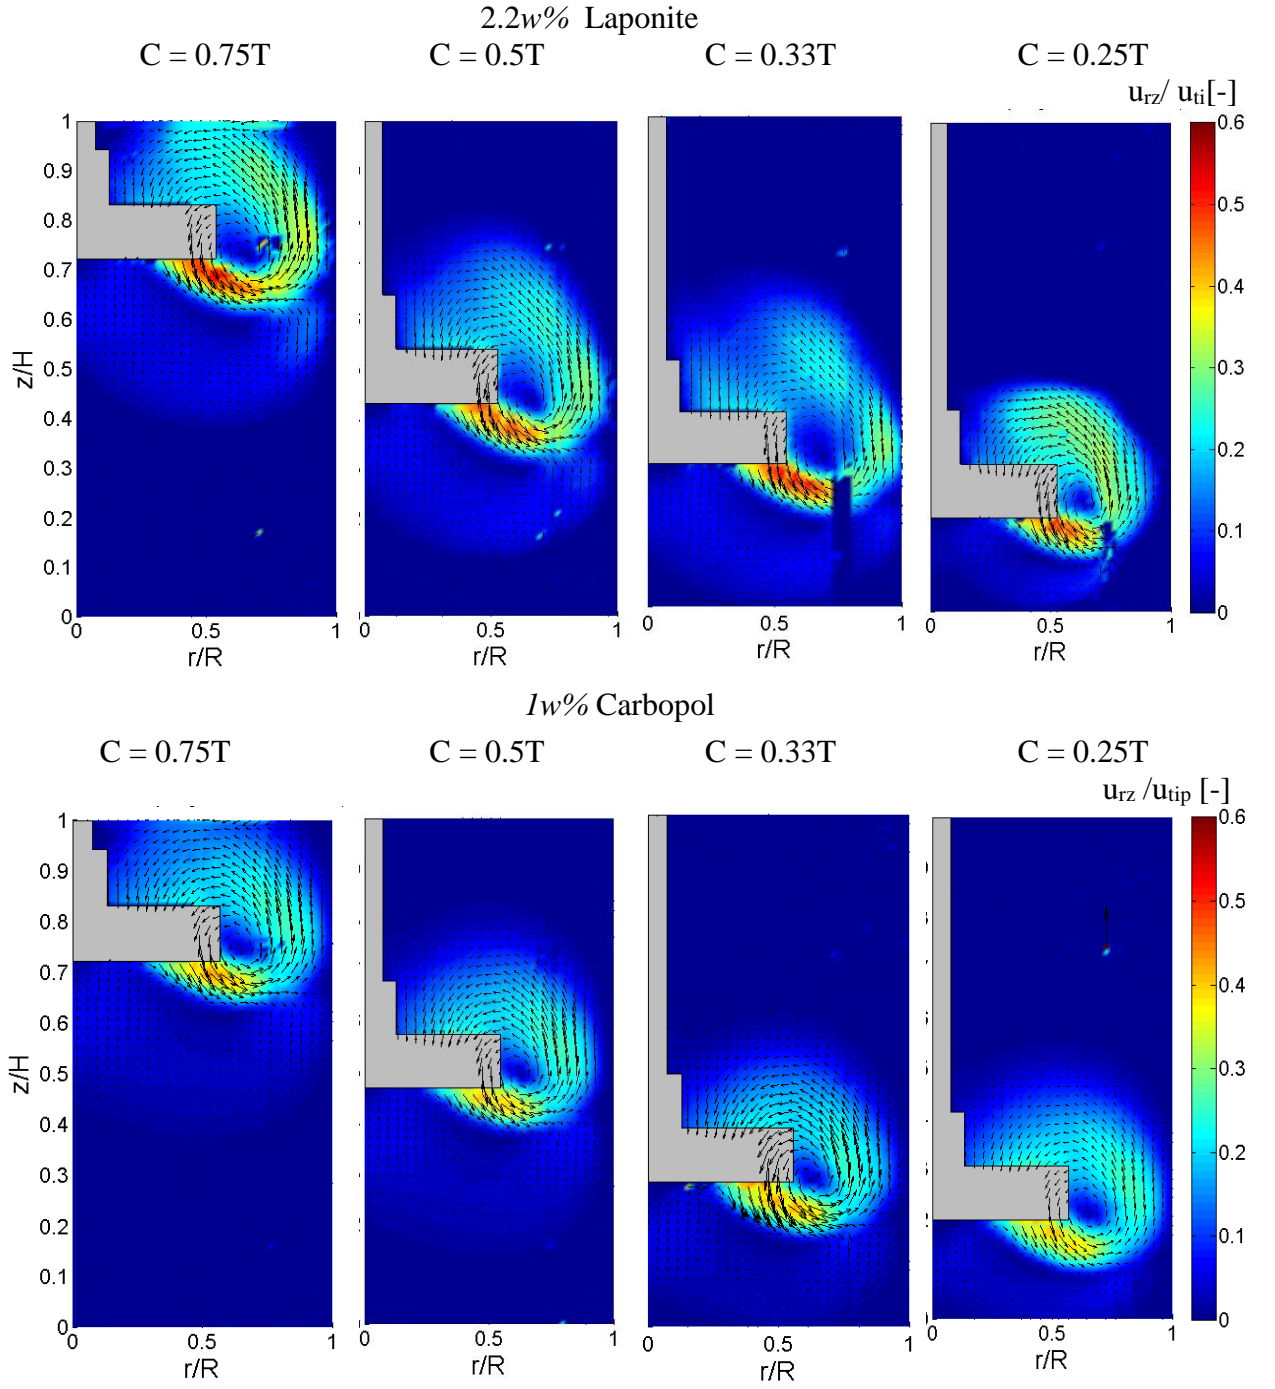 2.2w% Laponite
C = 0.75T C = 0.5T C = 0.33T C = 0.25T
urz/ uti[-]
1 0.9 0.8 0.7 0.6 0.5 0.4 0.3 0.2 0.1 0
z/H
0.6 0.5 0.4 0.3 0.2 0.1 0
0 0.5 1 0 0.5 1 0 0.5 1 0 0.5 1
r/R r/R r/R r/R
1w% Carbopol
C = 0.75T C = 0.5T C = 0.33T C = 0.25T
urz /utip [-]
1 0.9 0.8 0.7 0.6 0.5 0.4 0.3 0.2 0.1 0
z/H
0.6 0.5 0.4 0.3 0.2 0.1 0
0 0.5 1 0 0.5 1 0 0.5 1 0 0.5 1
r/R r/R r/R r/R